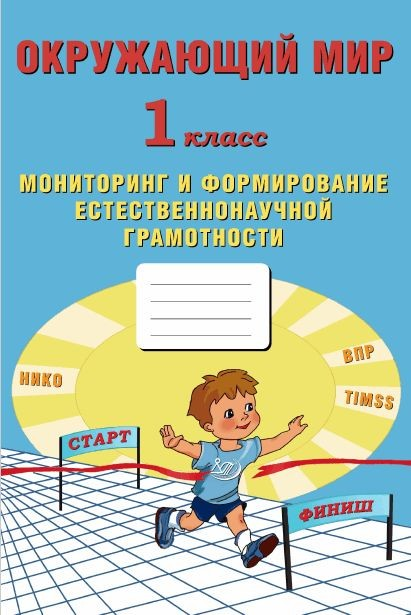 ОКРУЖАЮЩИЙ МИР
1 класс
МОНИТОРИНГ И ФОРМИРОВАНИЕ
ЕСТЕСТВЕННОНАУЧНОЙ
ГРАМОТНОСТИ
НИКО
ВПР
TIMSS
СТАРТ
ФИНИШ